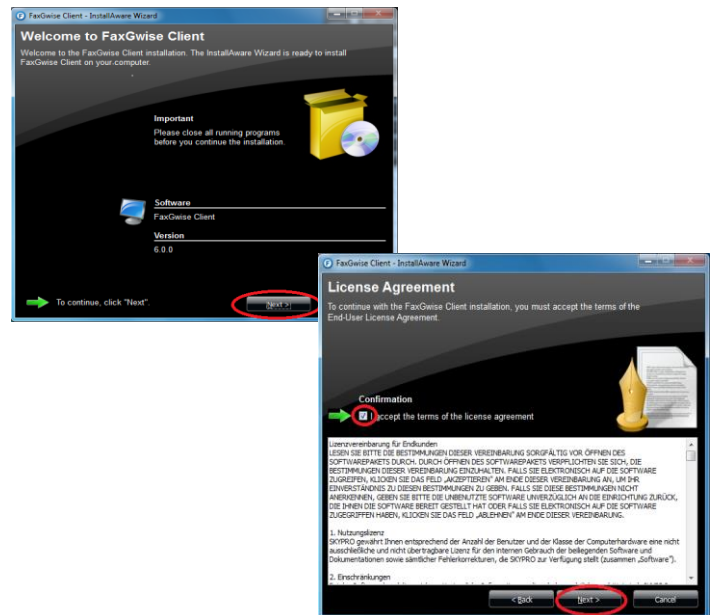 FaxGwise Client - InstallAware Wizard
Welcome to FaxGwise Client
Welcome to the FaxGwise Client installation. The InstallAware Wizard is ready to install
FaxGwise Client on your computer.
Important
Please close all running programs
before you continue the installation.
Software
FaxGwise Client
Version
6.0.0
To continue, click "Next".
Next >
FaxGwise Client - InstallAware Wizard
License Agreement
To continue with the FaxGwise Client installation, you must accept the terms of the
End-User License Agreement.
Confirmation
I accept the terms of the license agreement
Lizenzvereinbarung für Endkunden
LESEN SIE BITTE DIE BESTIMMUNGEN DIESER VEREINBARUNG SORGFÄLTIG VOR ÖFFNEN DES
SOFTWAREPAKETS DURCH. DURCH ÖFFNEN DES SOFTWAREPAKETS VERPFLICHTEN SIE SICH, DIE
BESTIMMUNGEN DIESER VEREINBARUNG EINZUHALTEN. FALLS SIE ELEKTRONISCH AUF DIE SOFTWARE
ZUGREIFEN, KLICKEN SIE DAS FELD „AKZEPTIEREN" AM ENDE DIESER VEREINBARUNG AN, UM IHR
EINVERSTÄNDNIS ZU DIESEN BESTIMMUNGEN ZU GEBEN. FALLS SIE DIESE BESTIMMUNGEN NICHT
ANERKENNEN, GEBEN SIE BITTE DIE UNBENUTZTE SOFTWARE UNVERZÜGLICH AN DIE EINRICHTUNG ZURÜCK,
DIE IHNEN DIE SOFTWARE BEREIT GESTELLT HAT ODER FALLS SIE ELEKTRONISCH AUF DIE SOFTWARE
ZUGEGRIFFEN HABEN, KLICKEN SIE DAS FELD „ABLEHNEN" AM ENDE DIESER VEREINBARUNG.
1. Nutzungslizenz
SKYPRO gewährt Ihnen entsprechend der Anzahl der Benutzer und der Klasse der Computerhardware eine nicht
ausschließliche und nicht übertragbare Lizenz für den internen Gebrauch der beiliegenden Software und
Dokumentationen sowie sämtlicher Fehlerkorrekturen, die SKYPRO zur Verfügung stellt (zusammen „Software").
2. Einschränkungen
< Back
Next >
Cancel